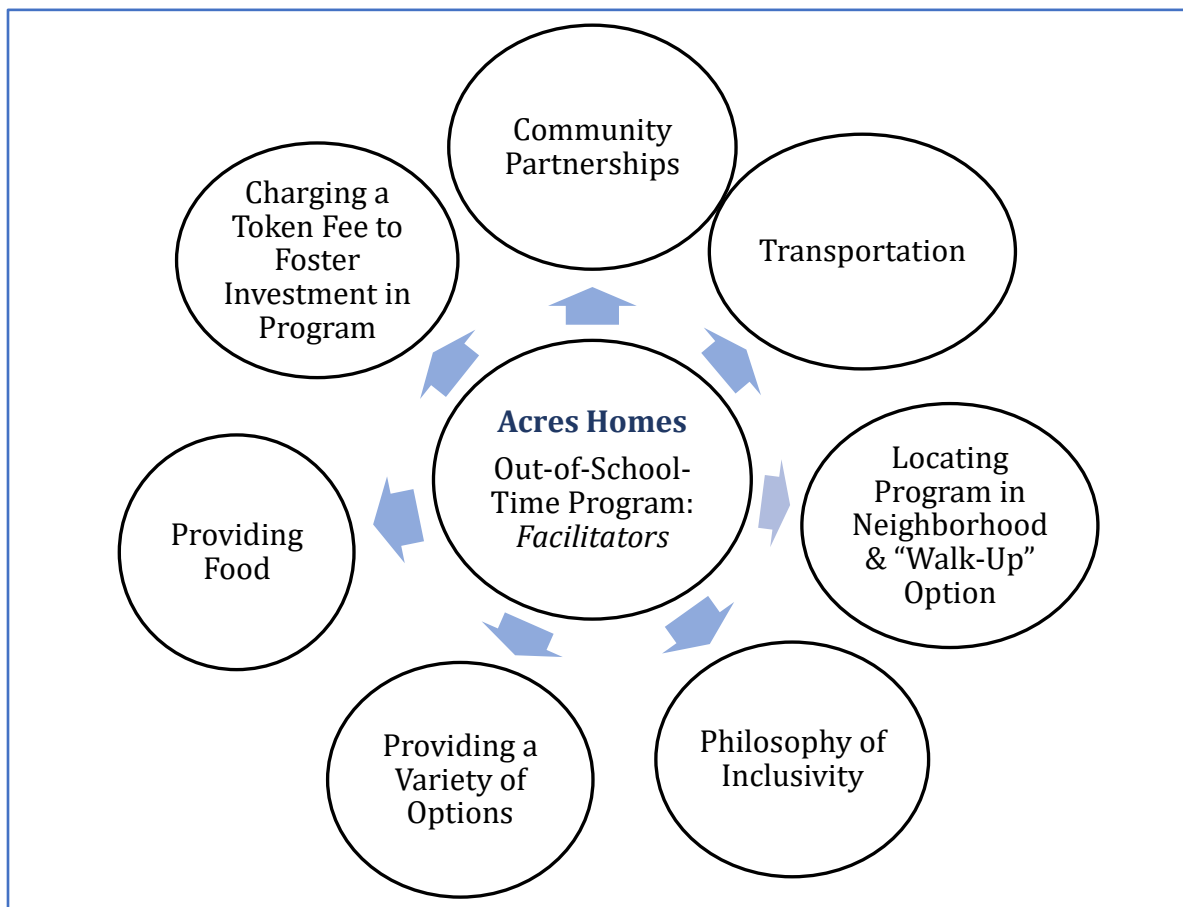 Community
Partnerships
Transportation
Locating
Program in
Neighborhood
& “Walk-Up”
Option
Philosophy of
Inclusivity
Providing a
Variety of
Options
Providing
Food
Charging a
Token Fee to
Foster
Investment in
Program
Acres Homes
Out-of-School-
Time Program:
Facilitators